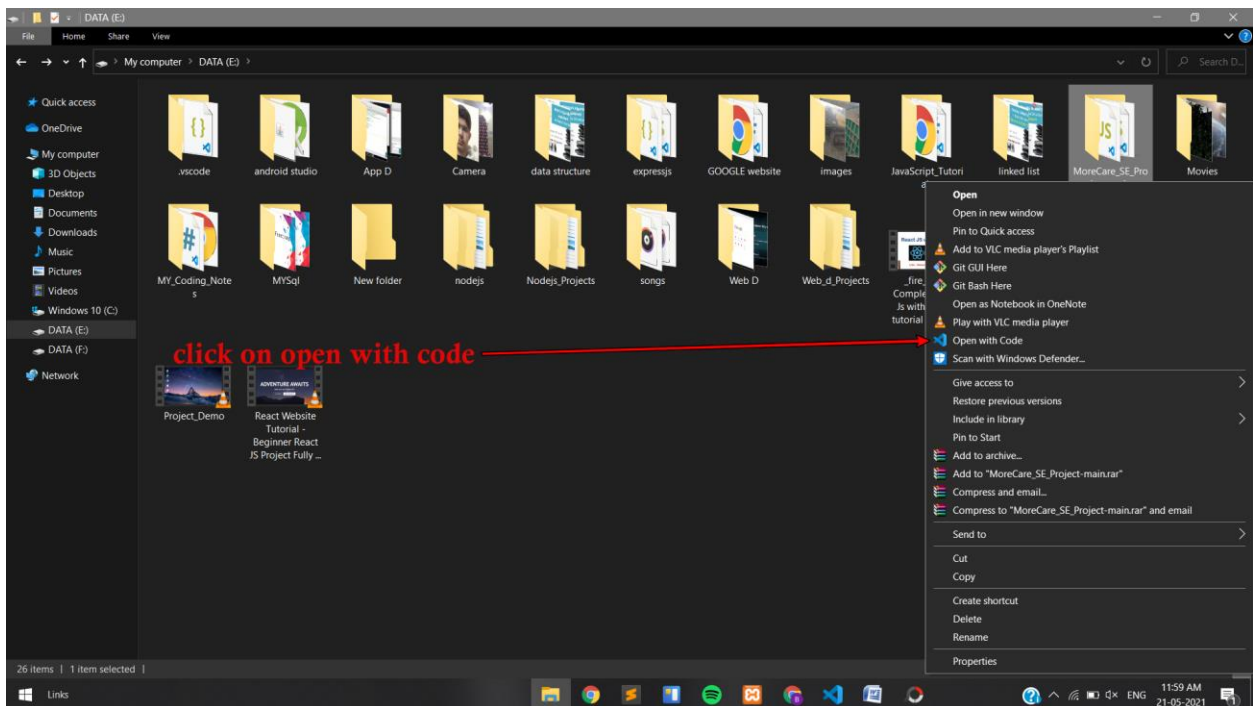 DATA (E:)
File Home Share View
My computer > DATA (E:) >
Search D...
Quick access
OneDrive
My computer
3D Objects
Desktop
Documents
Downloads
Music
Pictures
Videos
Windows 10 (C:)
DATA (E:)
DATA (F:)
Network
.vscode android studio App D Camera data structure expressjs GOOGLE website images JavaScript_Tutori linked list MoreCare_SE_Pro Movies
MY_Coding_Note MYSql New folder nodejs Nodejs_Projects songs Web D Web_d_Projects
s
_fire_
Comple
Js with
tutorial
click on open with code
ADVENTURE AWAITS
Project_Demo React Website
Tutorial -
Beginner React
JS Project Fully ...
Open
Open in new window
Pin to Quick access
Add to VLC media player's Playlist
Git GUI Here
Git Bash Here
Open as Notebook in OneNote
Play with VLC media player
Open with Code
Scan with Windows Defender...
Give access to
Restore previous versions
Include in library
Pin to Start
Add to archive...
Add to "MoreCare_SE_Project-main.rar"
Compress and email...
Compress to "MoreCare_SE_Project-main.rar" and email
Send to
Cut
Copy
Create shortcut
Delete
Rename
Properties
26 items | 1 item selected |
Links
ENG
11:59 AM
21-05-2021